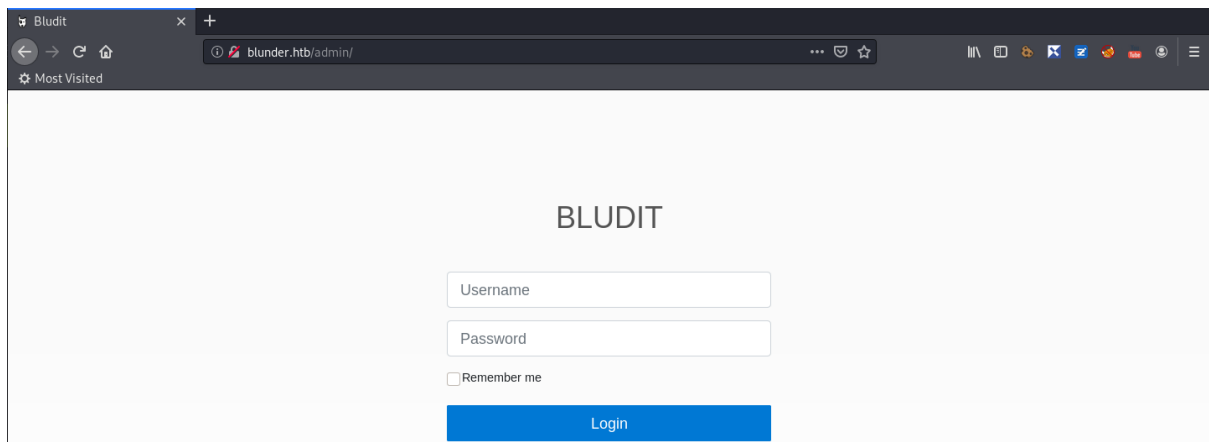 Bludit
blunder.htb/admin/
Most Visited
BLUDIT
Username
Password
Remember me
Login